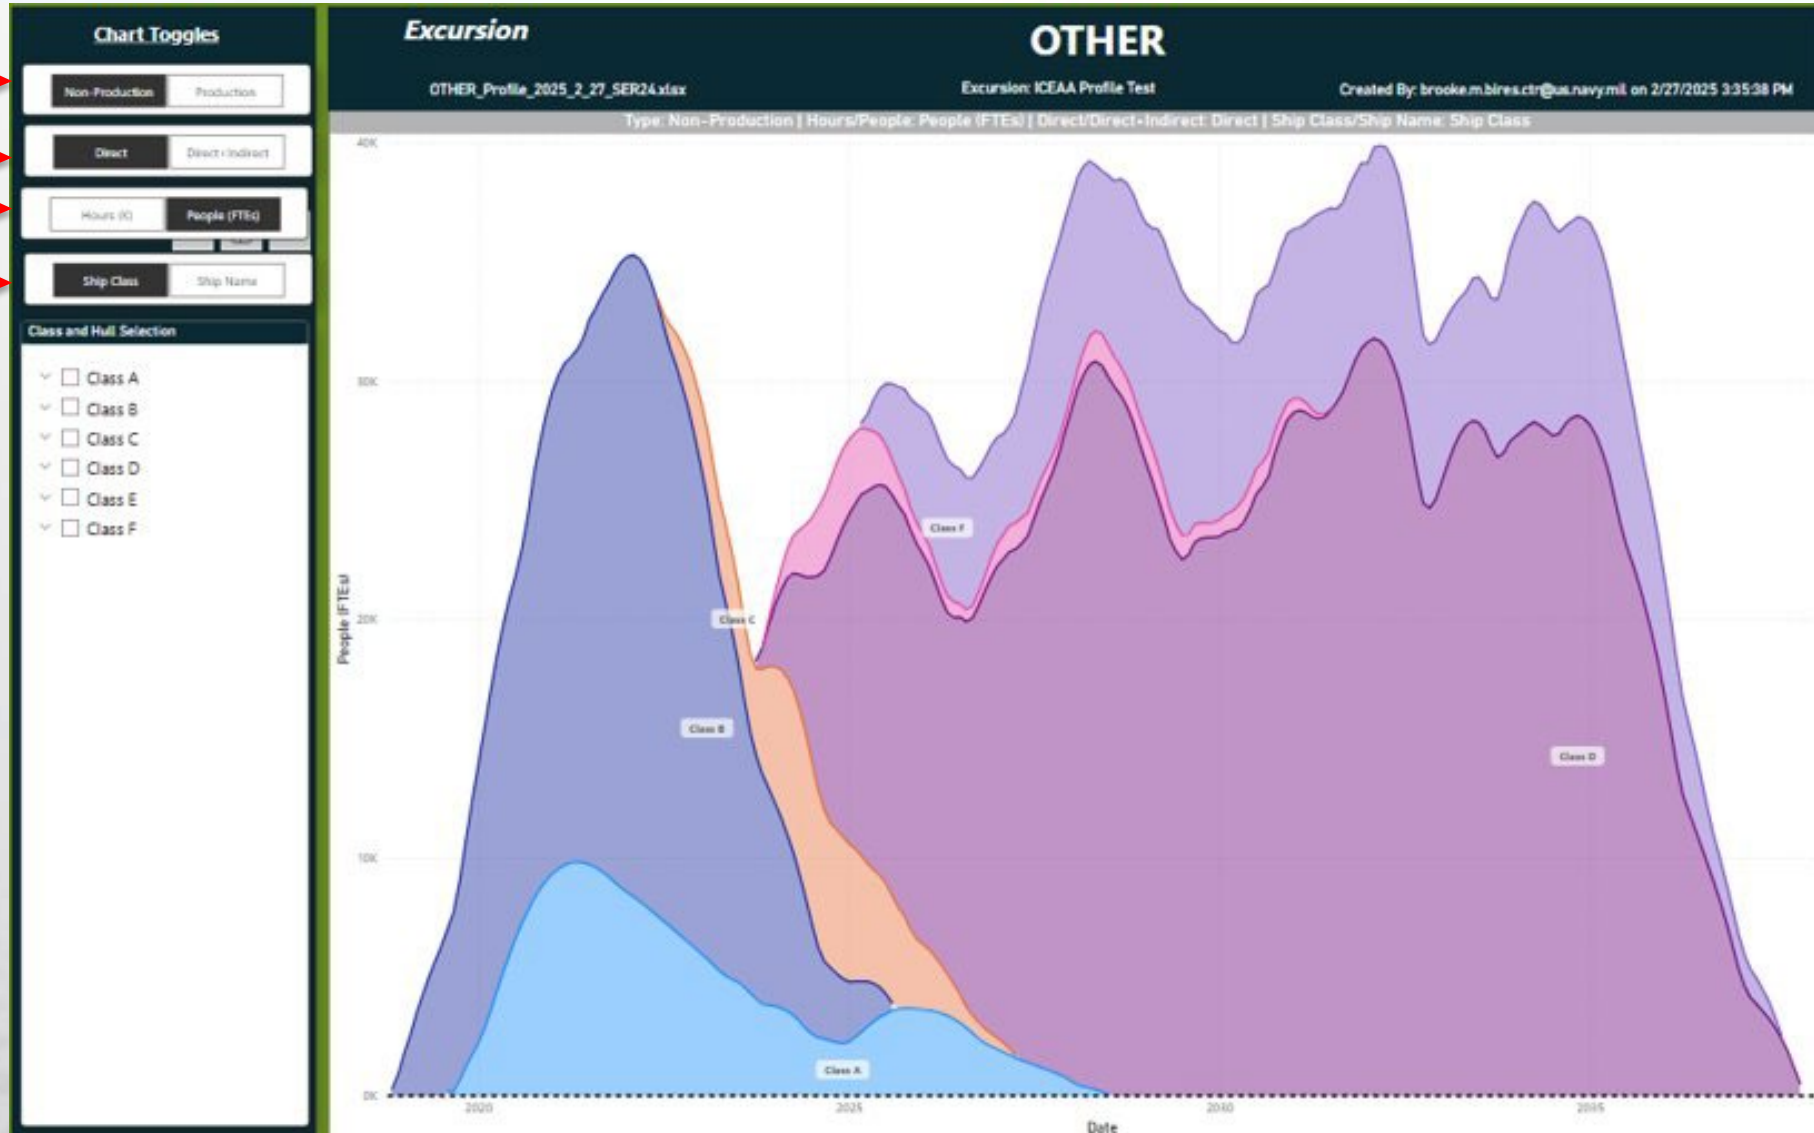 Chart Toggles
Non-Production Production
Direct Direct+Indirect
Hours (K) People (FTEs)
Ship Class Ship Name
Class and Hull Selection
Class A
Class B
Class C
Class D
Class E
Class F
Excursion
OTHER
OTHER_Profile_2025_2_27_SER24.xlsx
Excursion: ICEAA Profile Test
Created By: brooke.m.bires.ctr@us.navy.mil on 2/27/2025 3:35:38 PM
Type: Non-Production | Hours/People: People (FTEs) | Direct/Direct+Indirect: Direct | Ship Class/Ship Name: Ship Class
40K
30K
20K
10K
0K
People (FTEs)
Class F
Class C
Class B
Class D
Class A
2020
2025
2030
2035
Date